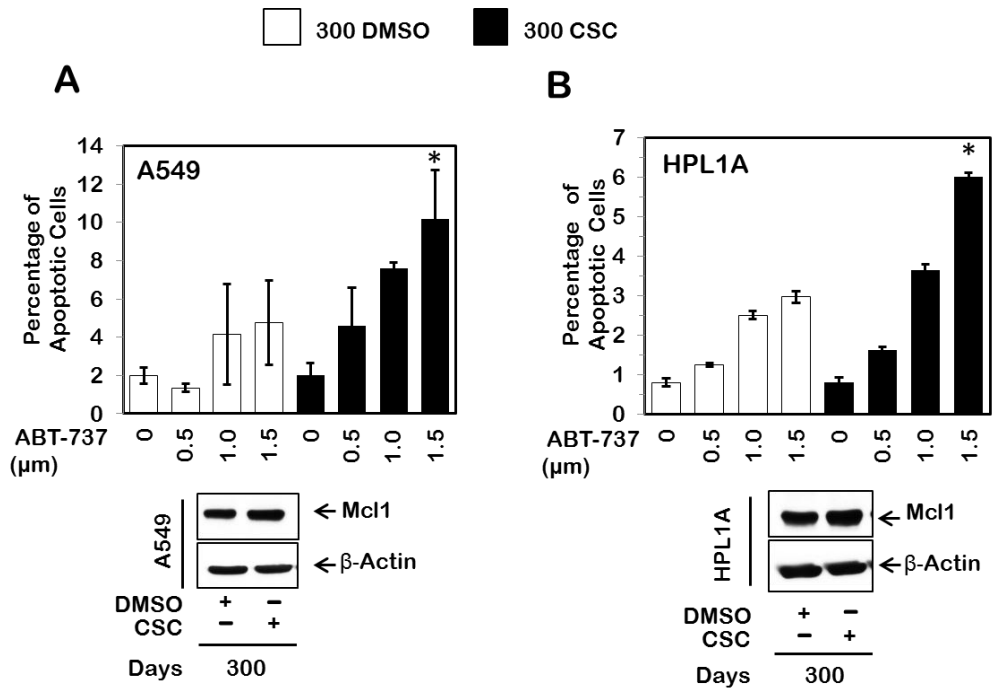 300 DMSO 300 CSC
A
B
14
12
10
8
6
4
2
0
Percentage of
Apoptotic Cells
A549
*
ABT-737
(µm)
0 0.5 1.0 1.5 0 0.5 1.0 1.5
7
6
5
4
3
2
1
0
Percentage of
Apoptotic Cells
HPL1A
*
ABT-737
(µm)
0 0.5 1.0 1.5 0 0.5 1.0 1.5
A549
Mcl1
β-Actin
DMSO + −
CSC − +
Days 300
HPL1A
Mcl1
β-Actin
DMSO + −
CSC − +
Days 300